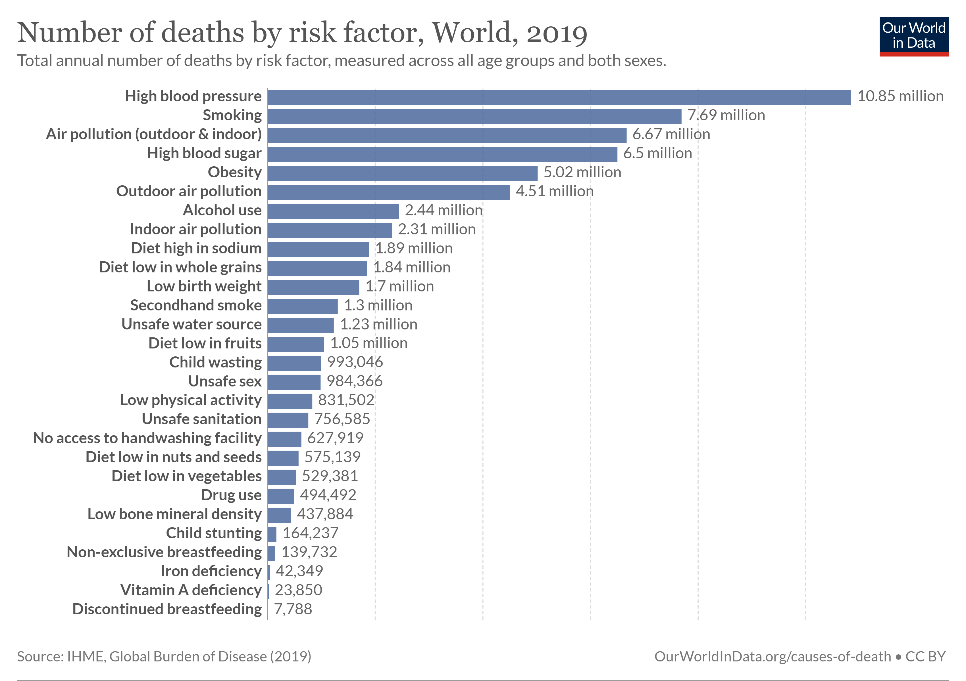 Number of deaths by risk factor, World, 2019
Our World
in Data
Total annual number of deaths by risk factor, measured across all age groups and both sexes.
High blood pressure 10.85 million
Smoking 7.69 million
Air pollution (outdoor & indoor) 6.67 million
High blood sugar 6.5 million
Obesity 5.02 million
Outdoor air pollution 4.51 million
Alcohol use 2.44 million
Indoor air pollution 2.31 million
Diet high in sodium 1.89 million
Diet low in whole grains 1.84 million
Low birth weight 1.7 million
Secondhand smoke 1.3 million
Unsafe water source 1.23 million
Diet low in fruits 1.05 million
Child wasting 993,046
Unsafe sex 984,366
Low physical activity 831,502
Unsafe sanitation 756,585
No access to handwashing facility 627,919
Diet low in nuts and seeds 575,139
Diet low in vegetables 529,381
Drug use 494,492
Low bone mineral density 437,884
Child stunting 164,237
Non-exclusive breastfeeding 139,732
Iron deficiency 42,349
Vitamin A deficiency 23,850
Discontinued breastfeeding 7,788
Source: IHME, Global Burden of Disease (2019)
OurWorldInData.org/causes-of-death • CC BY